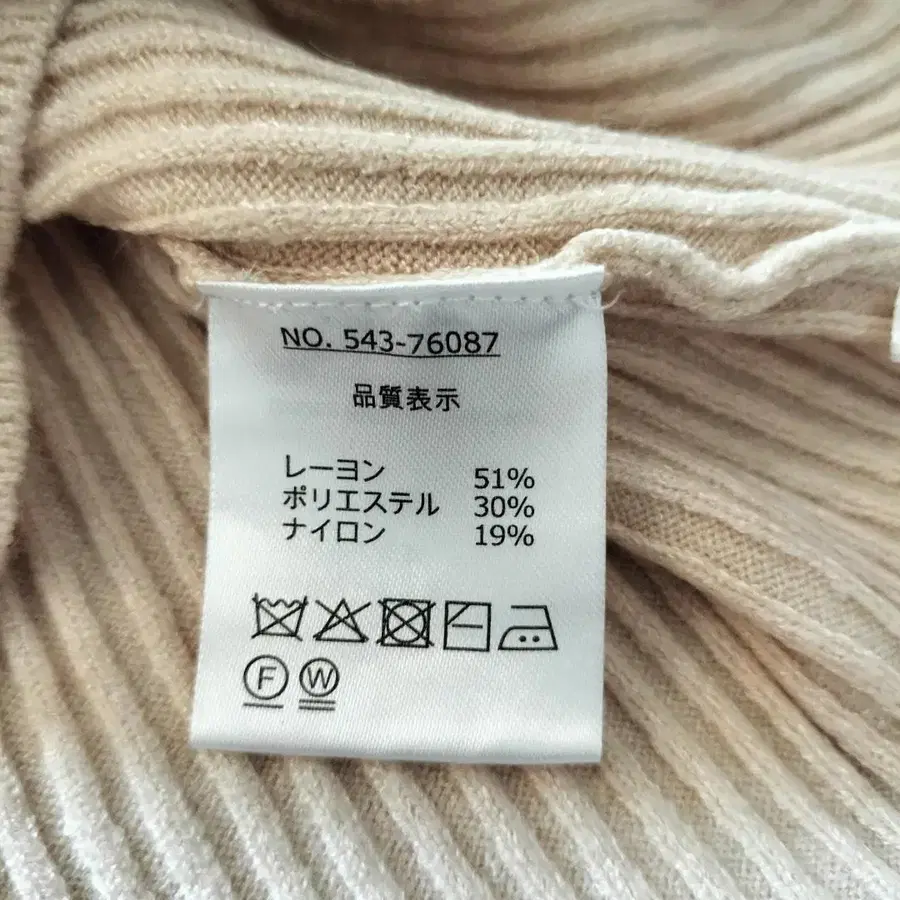 NO. 543-76087
品質表示
レーヨン 51%
ポリエステル 30%
ナイロン 19%
F W